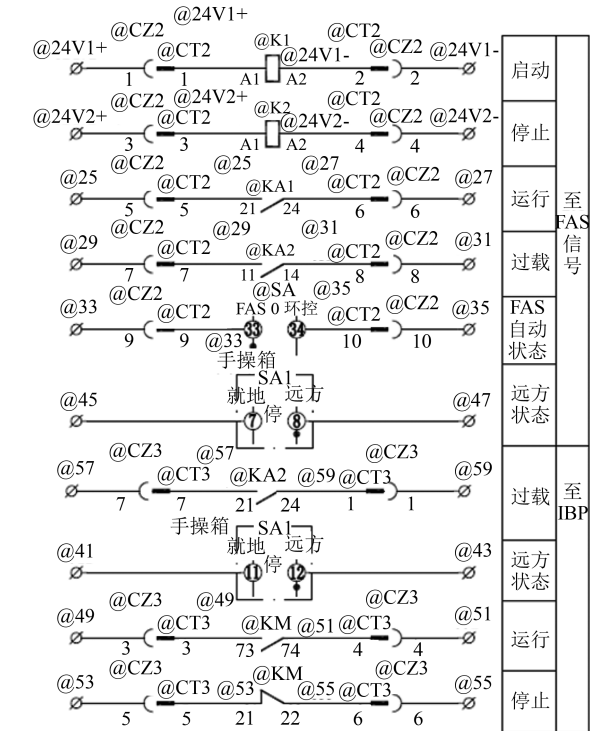 @24V1+
@CZ2
@K1
@CT2
@24V1+ @CT2 @24V1- @CZ2 @24V1-
1 1 A1 A2 2 2
启动
@24V2+
@CZ2 @CT2
@24V2+ @CT2 @K2 @24V2- @CZ2 @24V2-
3 3 A1 A2 4 4
停止
@CZ2 @25 @27 @CZ2
@25 @CT2 @KA1 @CT2 @27
5 5 21 24 6 6
运行
@CZ2 @29 @31 @CZ2
@29 @CT2 @KA2 @CT2 @31
7 7 11 14 8 8
过载
至
FAS
信
号
@CZ2 @SA @35 @CZ2
@33 @CT2 FAS 0 环控 @CT2 @35
9 9 @33 33 34 10 10
FAS
自动
状态
手操箱
SA1
就地 远方
停
@45 7 8 @47
远方
状态
@CZ3 @57 @CZ3
@57 @CT3 @KA2 @59 @CT3 @59
7 7 21 24 1 1
过载
至
IBP
手操箱 SA1
就地 远方
停
@41 11 12 @43
远方
状态
@CZ3 @49 @CZ3
@49 @CT3 @KM @51 @CT3 @51
3 3 73 74 4 4
运行
@CZ3 @KM @CZ3
@53 @CT3 @53 @55 @CT3 @55
5 5 21 22 6 6
停止